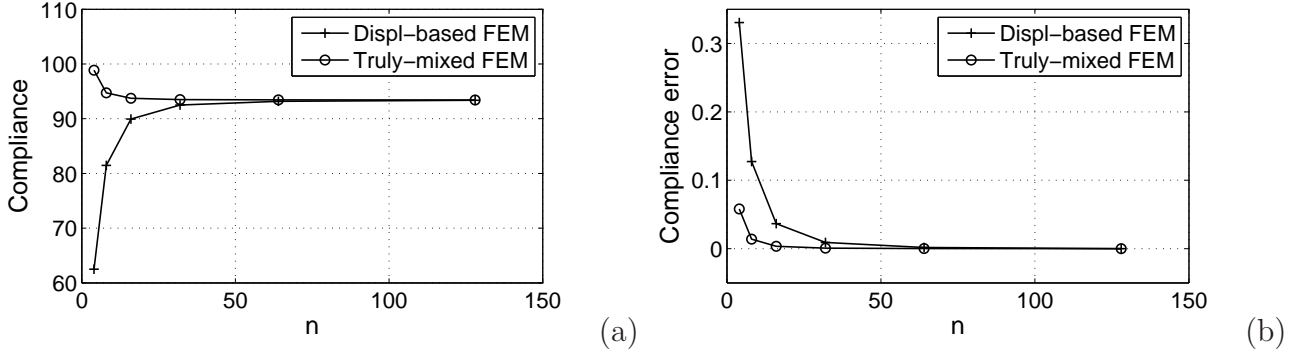 110
100
90
80
70
60
Compliance
0
50
100
150
n
Displ-based FEM
Truly-mixed FEM
(a)
0.3
0.2
0.1
0
Compliance error
0
50
100
150
n
Displ-based FEM
Truly-mixed FEM
(b)